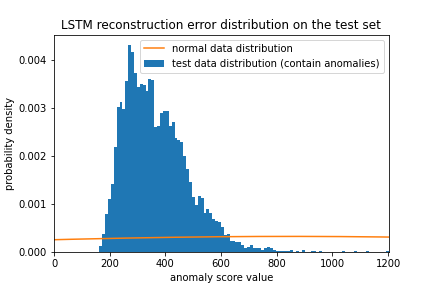 LSTM reconstruction error distribution on the test set
normal data distribution
test data distribution (contain anomalies)
probability density
0.004
0.003
0.002
0.001
0.000
0 200 400 600 800 1000 1200
anomaly score value